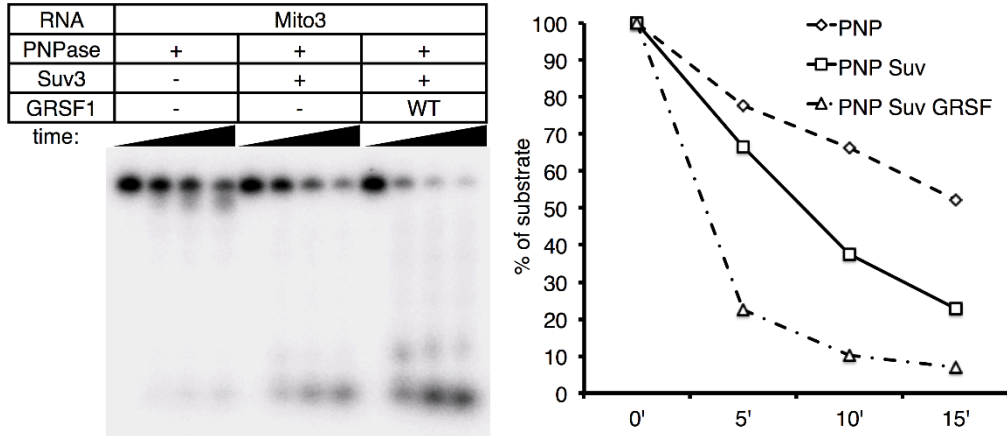 RNA Mito3
PNPase + + +
Suv3 - + +
GRSF1 - - WT
time:
% of substrate
100
90
80
70
60
50
40
30
20
10
0
0' 5' 10' 15'
PNP
PNP Suv
PNP Suv GRSF